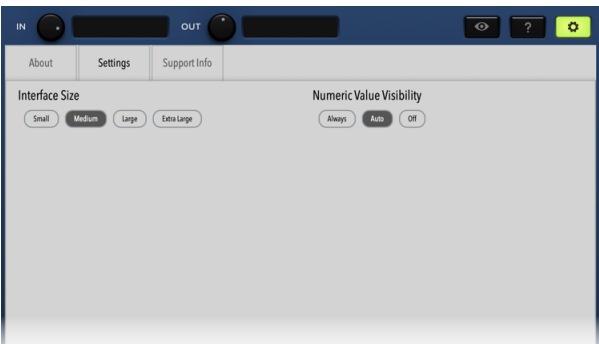 IN OUT ?
About Settings Support Info
Interface Size Numeric Value Visibility
Small Medium Large Extra Large Always Auto Off